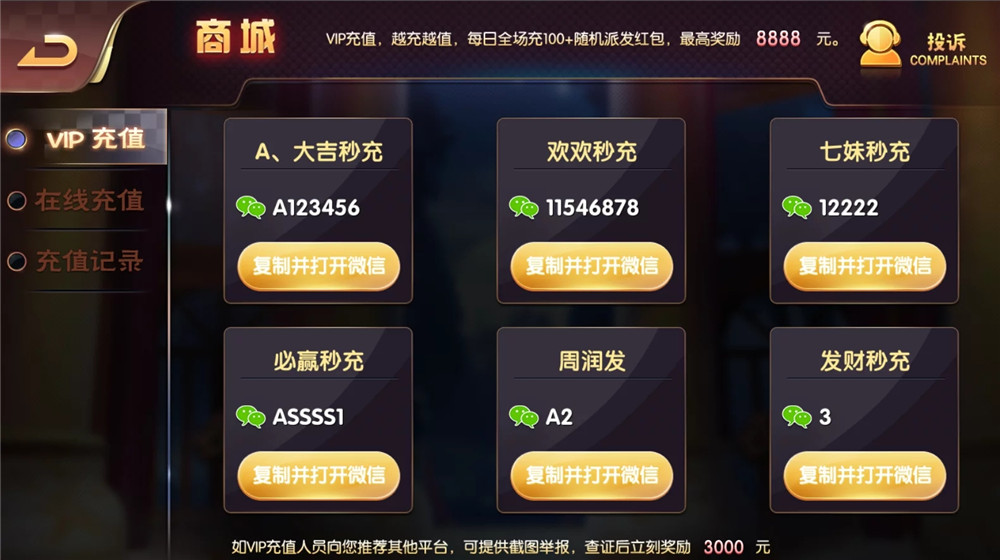 商城
VIP充值，越充越值，每日全场充100+随机派发红包，最高奖励 8888 元。
投诉
COMPLAINTS
VIP 充值
在线充值
充值记录
A、大吉秒充
A123456
复制并打开微信
欢欢秒充
11546878
复制并打开微信
七妹秒充
12222
复制并打开微信
必赢秒充
ASSSS1
复制并打开微信
周润发
A2
复制并打开微信
发财秒充
3
复制并打开微信
如VIP充值人员向您推荐其他平台，可提供截图举报，查证后立刻奖励 3000 元